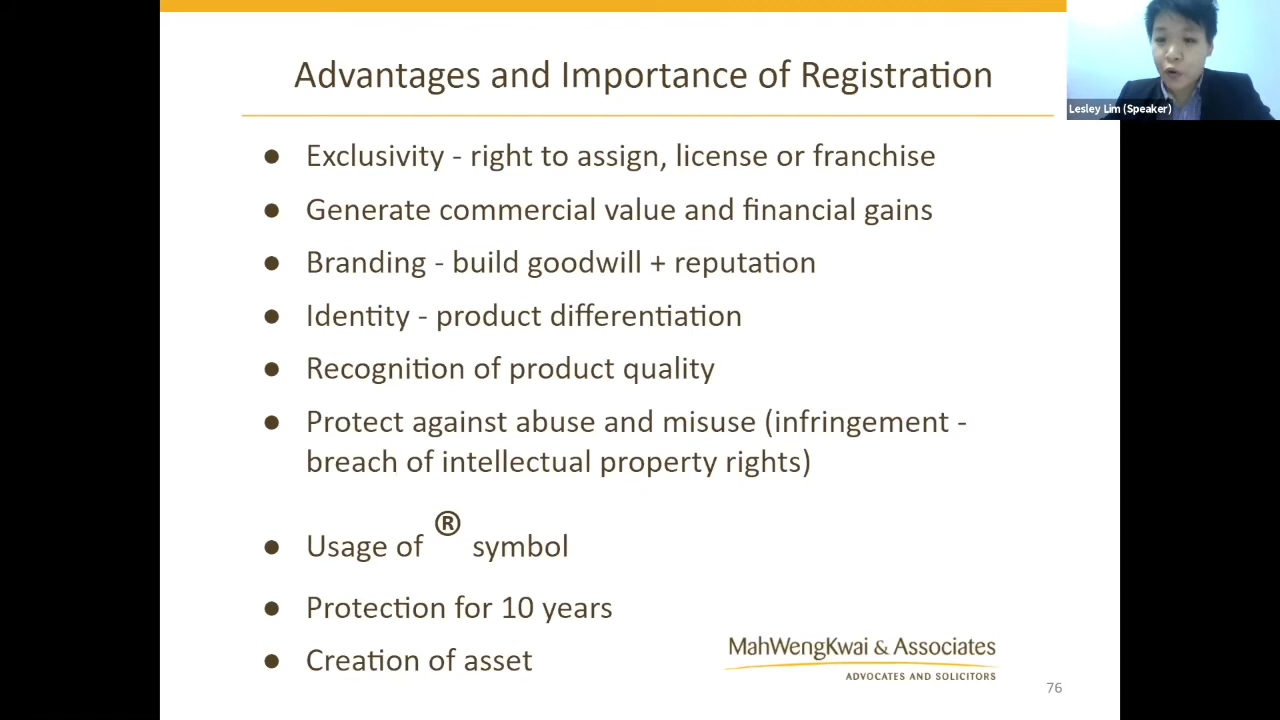 Advantages and Importance of Registration
Lesley Lim (Speaker)
● Exclusivity - right to assign, license or franchise
● Generate commercial value and financial gains
● Branding - build goodwill + reputation
● Identity - product differentiation
● Recognition of product quality
● Protect against abuse and misuse (infringement -
breach of intellectual property rights)
● Usage of ® symbol
● Protection for 10 years
● Creation of asset
MahWengKwai & Associates
ADVOCATES AND SOLICITORS
76